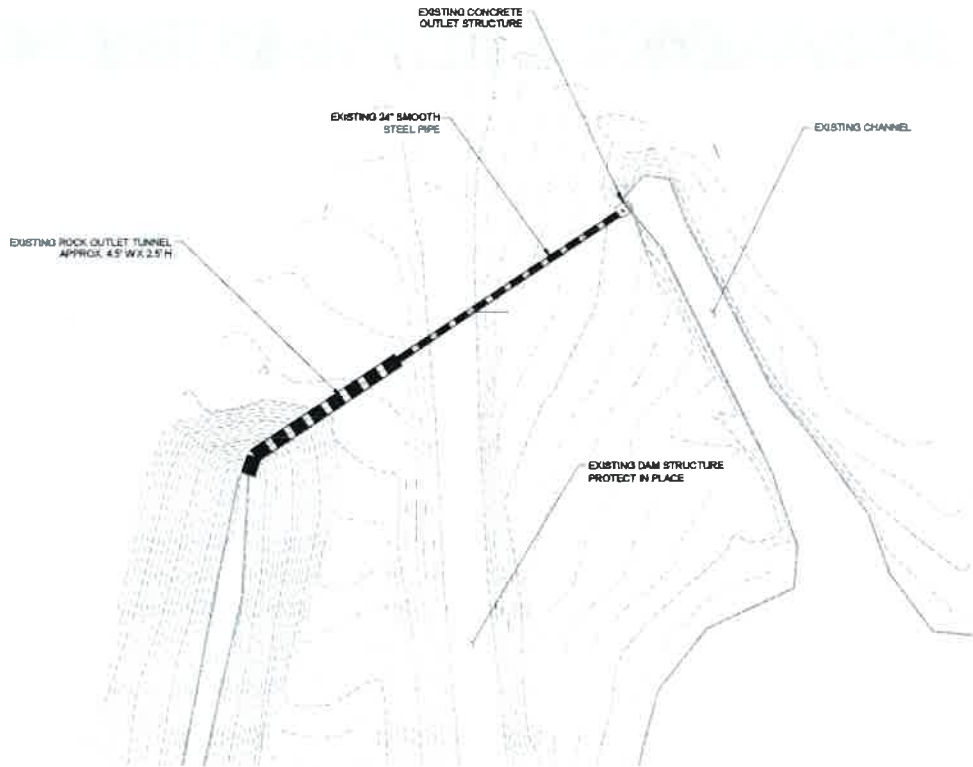 EXISTING CONCRETE
OUTLET STRUCTURE
EXISTING 24" SMOOTH
STEEL PIPE
EXISTING CHANNEL
EXISTING ROCK OUTLET TUNNEL
APPROX. 4.5' W X 2.5' H
EXISTING DAM STRUCTURE
PROTECT IN PLACE